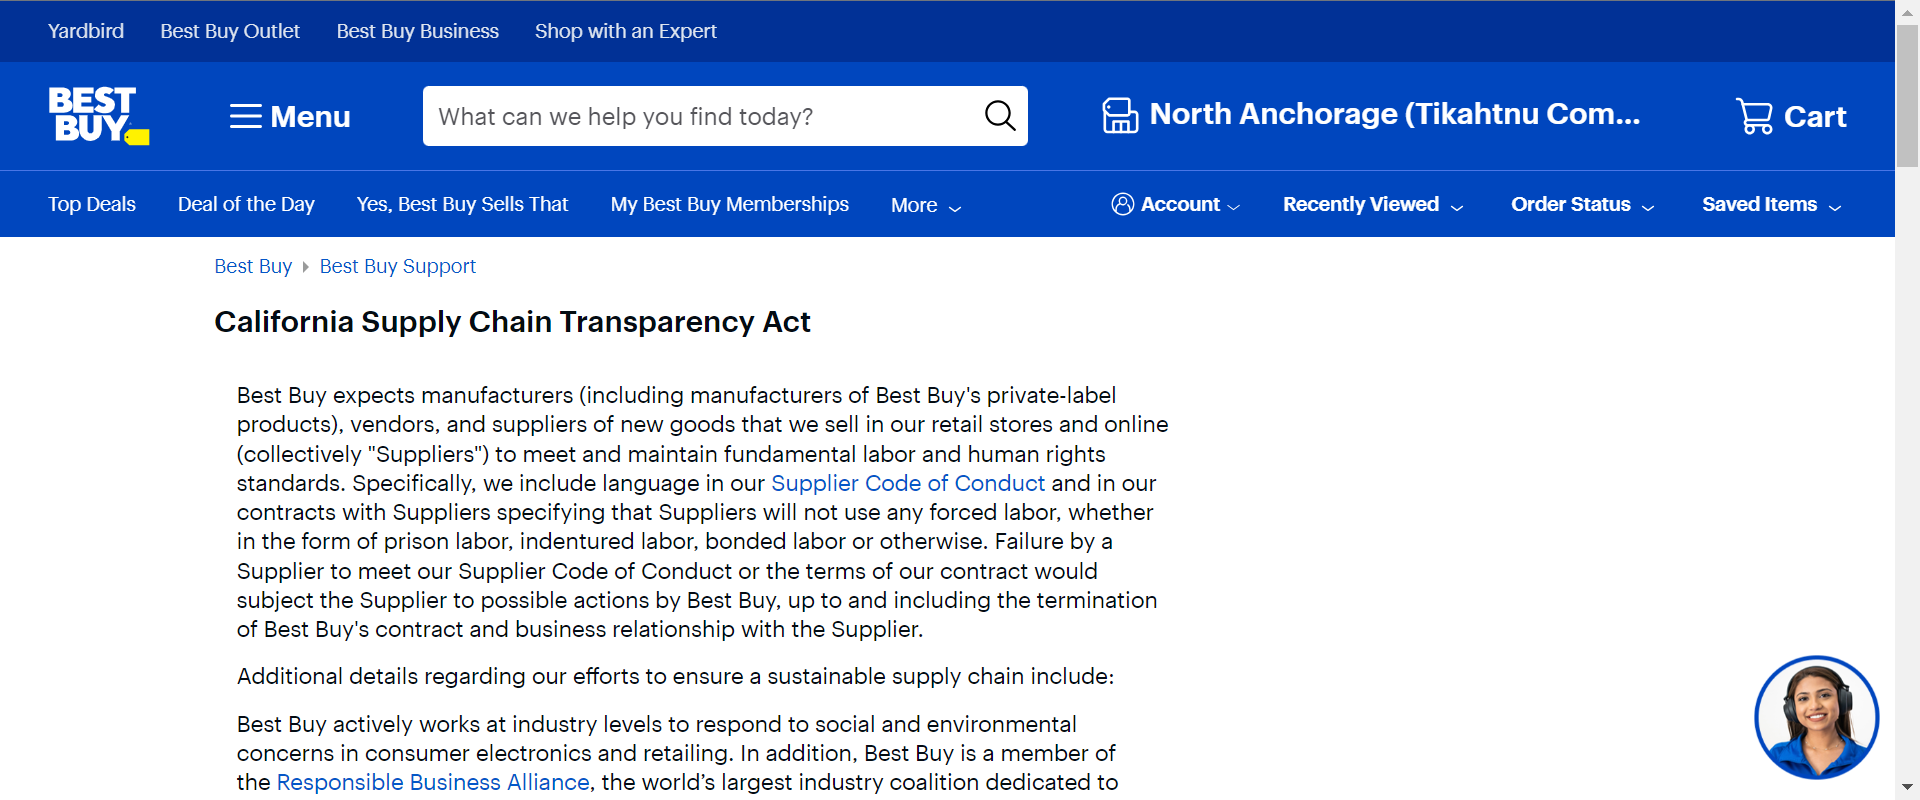 Yardbird Best Buy Outlet Best Buy Business Shop with an Expert
BEST
BUY
Menu
What can we help you find today?
North Anchorage (Tikahtnu Com...
Cart
Top Deals Deal of the Day Yes, Best Buy Sells That My Best Buy Memberships More Account Recently Viewed Order Status Saved Items
Best Buy Best Buy Support
California Supply Chain Transparency Act
Best Buy expects manufacturers (including manufacturers of Best Buy's private-label
products), vendors, and suppliers of new goods that we sell in our retail stores and online
(collectively "Suppliers") to meet and maintain fundamental labor and human rights
standards. Specifically, we include language in our Supplier Code of Conduct and in our
contracts with Suppliers specifying that Suppliers will not use any forced labor, whether
in the form of prison labor, indentured labor, bonded labor or otherwise. Failure by a
Supplier to meet our Supplier Code of Conduct or the terms of our contract would
subject the Supplier to possible actions by Best Buy, up to and including the termination
of Best Buy's contract and business relationship with the Supplier.
Additional details regarding our efforts to ensure a sustainable supply chain include:
Best Buy actively works at industry levels to respond to social and environmental
concerns in consumer electronics and retailing. In addition, Best Buy is a member of
the Responsible Business Alliance, the world’s largest industry coalition dedicated to